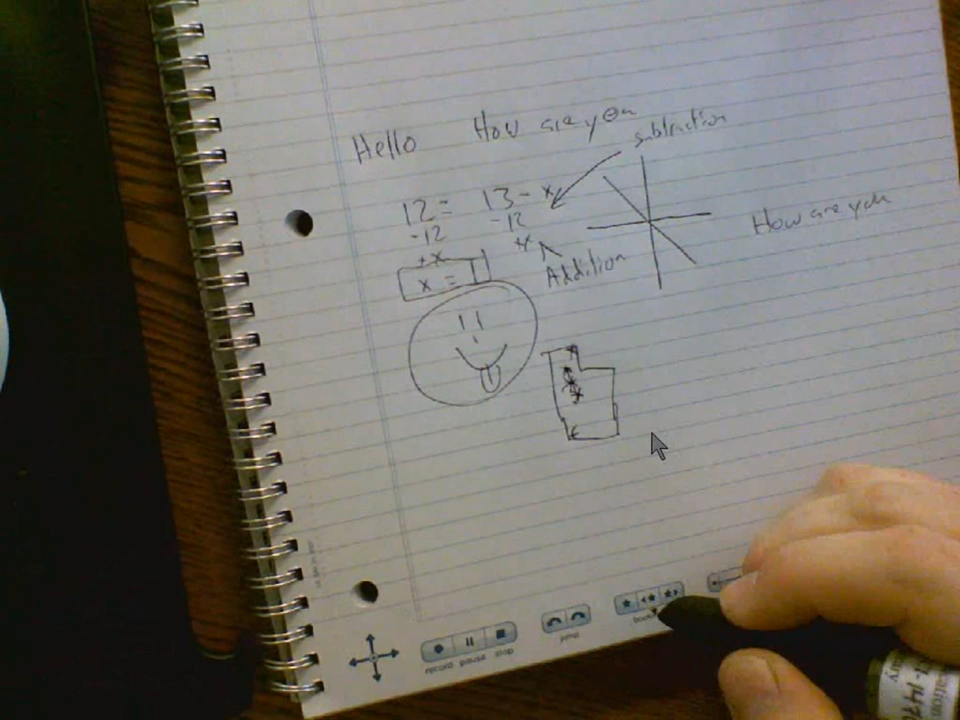 Hello How are you
subtraction
12 = 13 - x
-12 -12
+x +x
x = 1
Addition
How are you
record pause stop
jump